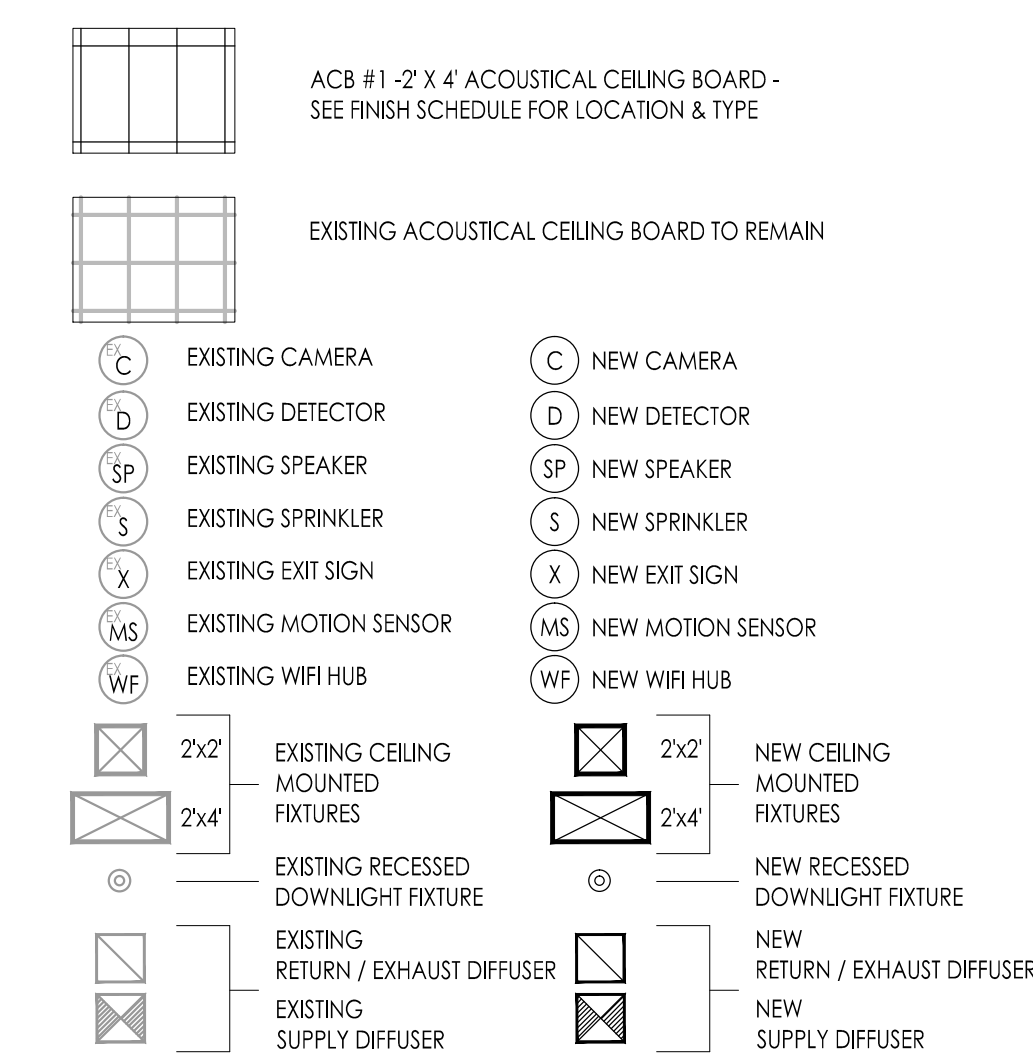 ACB #1 -2' X 4' ACOUSTICAL CEILING BOARD -
SEE FINISH SCHEDULE FOR LOCATION & TYPE
EXISTING ACOUSTICAL CEILING BOARD TO REMAIN
EX C EXISTING CAMERA
C NEW CAMERA
EX D EXISTING DETECTOR
D NEW DETECTOR
EX SP EXISTING SPEAKER
SP NEW SPEAKER
EX S EXISTING SPRINKLER
S NEW SPRINKLER
EX X EXISTING EXIT SIGN
X NEW EXIT SIGN
EX MS EXISTING MOTION SENSOR
MS NEW MOTION SENSOR
EX WF EXISTING WIFI HUB
WF NEW WIFI HUB
2'x2'
2'x4'
EXISTING CEILING
MOUNTED
FIXTURES
2'x2'
2'x4'
NEW CEILING
MOUNTED
FIXTURES
EXISTING RECESSED
DOWNLIGHT FIXTURE
NEW RECESSED
DOWNLIGHT FIXTURE
EXISTING
RETURN / EXHAUST DIFFUSER
EXISTING
SUPPLY DIFFUSER
NEW
RETURN / EXHAUST DIFFUSER
NEW
SUPPLY DIFFUSER